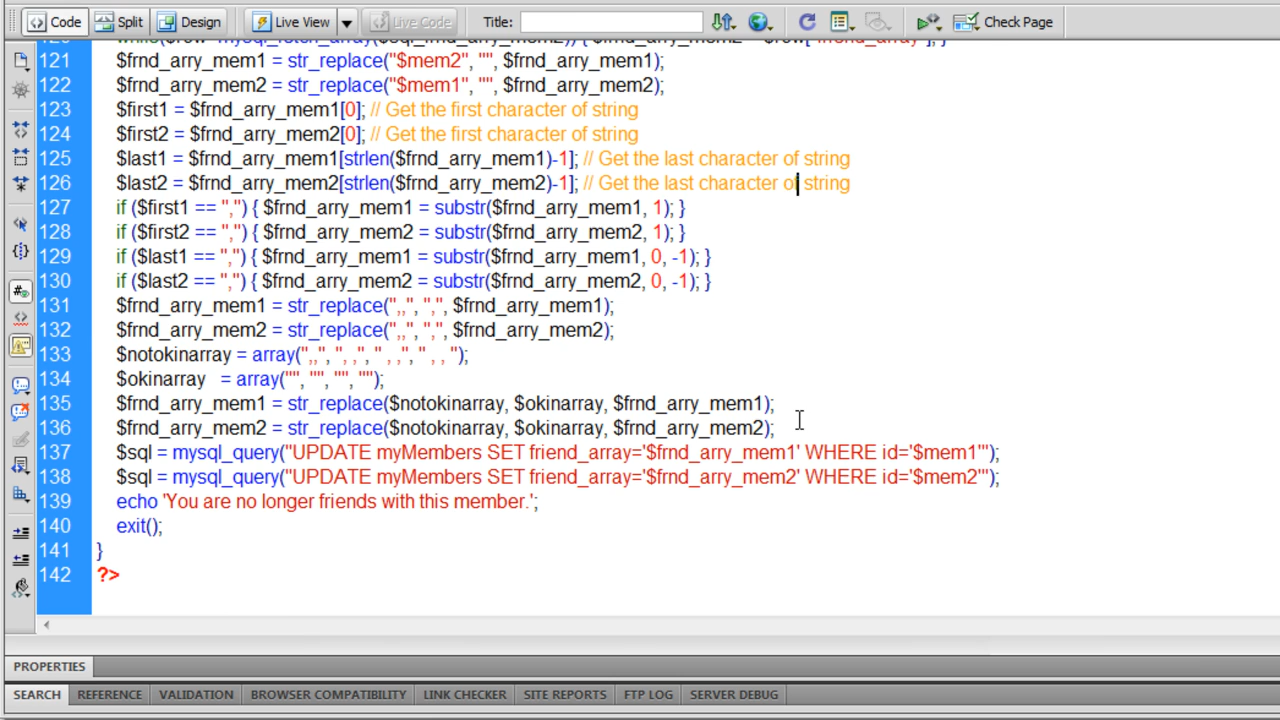 Code Split Design Live View Live Code Title: Check Page
121 $frnd_arry_mem1 = str_replace("$mem2", "", $frnd_arry_mem1);
122 $frnd_arry_mem2 = str_replace("$mem1", "", $frnd_arry_mem2);
123 $first1 = $frnd_arry_mem1[0]; // Get the first character of string
124 $first2 = $frnd_arry_mem2[0]; // Get the first character of string
125 $last1 = $frnd_arry_mem1[strlen($frnd_arry_mem1)-1]; // Get the last character of string
126 $last2 = $frnd_arry_mem2[strlen($frnd_arry_mem2)-1]; // Get the last character of string
127 if ($first1 == ",") { $frnd_arry_mem1 = substr($frnd_arry_mem1, 1); }
128 if ($first2 == ",") { $frnd_arry_mem2 = substr($frnd_arry_mem2, 1); }
129 if ($last1 == ",") { $frnd_arry_mem1 = substr($frnd_arry_mem1, 0, -1); }
130 if ($last2 == ",") { $frnd_arry_mem2 = substr($frnd_arry_mem2, 0, -1); }
131 $frnd_arry_mem1 = str_replace(",,", ",", $frnd_arry_mem1);
132 $frnd_arry_mem2 = str_replace(",,", ",", $frnd_arry_mem2);
133 $notokinarray = array(",,", ", ,", " , ,", " , , ");
134 $okinarray = array("", "", "", "");
135 $frnd_arry_mem1 = str_replace($notokinarray, $okinarray, $frnd_arry_mem1);
136 $frnd_arry_mem2 = str_replace($notokinarray, $okinarray, $frnd_arry_mem2);
137 $sql = mysql_query("UPDATE myMembers SET friend_array='$frnd_arry_mem1' WHERE id='$mem1'");
138 $sql = mysql_query("UPDATE myMembers SET friend_array='$frnd_arry_mem2' WHERE id='$mem2'");
139 echo 'You are no longer friends with this member.';
140 exit();
141 }
142 ?>
PROPERTIES
SEARCH REFERENCE VALIDATION BROWSER COMPATIBILITY LINK CHECKER SITE REPORTS FTP LOG SERVER DEBUG